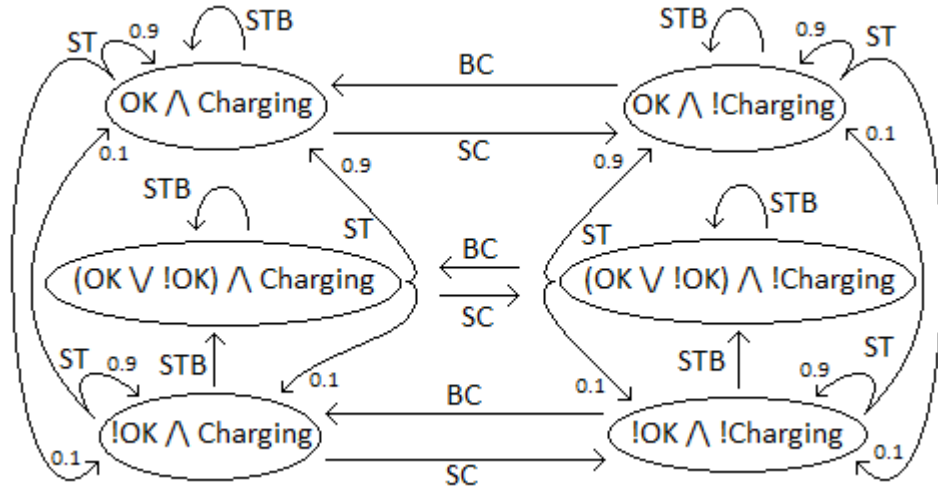 STB STB
ST 0.9 0.9 ST
BC
OK /\ Charging OK /\ !Charging
SC
0.1 0.9 0.9 0.1
STB STB
ST BC ST
(OK \/ !OK) /\ Charging (OK \/ !OK) /\ !Charging
SC
ST 0.9 STB STB 0.9 ST
0.1 0.1
BC
!OK /\ Charging !OK /\ !Charging
0.1 SC 0.1